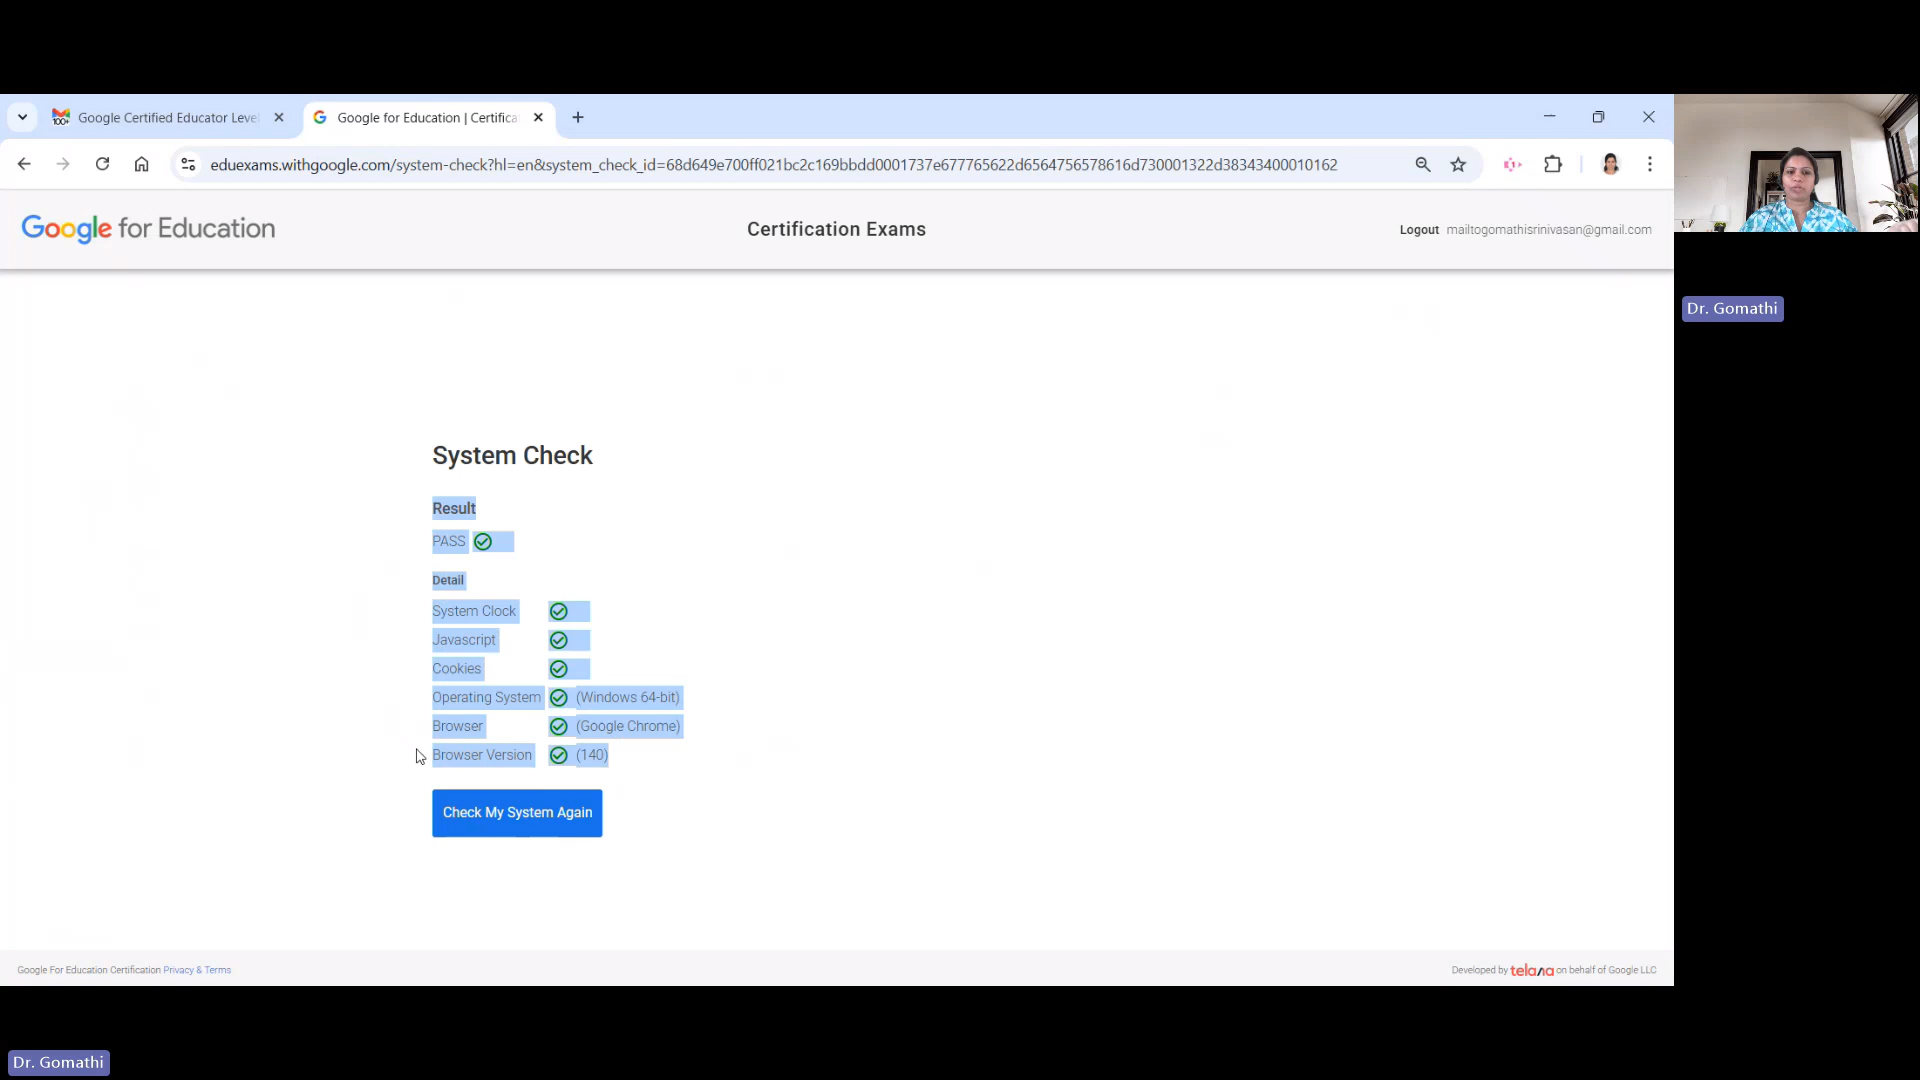 Google Certified Educator Leve
Google for Education | Certifica
eduexams.withgoogle.com/system-check?hl=en&system_check_id=68d649e700ff021bc2c169bbdd0001737e677765622d6564756578616d730001322d38343400010162
Google for Education
Certification Exams
Logout mailtogomathisrinivasan@gmail.com
Dr. Gomathi
System Check
Result
PASS
Detail
System Clock
Javascript
Cookies
Operating System (Windows 64-bit)
Browser (Google Chrome)
Browser Version (140)
Check My System Again
Google For Education Certification Privacy & Terms
Developed by telana on behalf of Google LLC
Dr. Gomathi